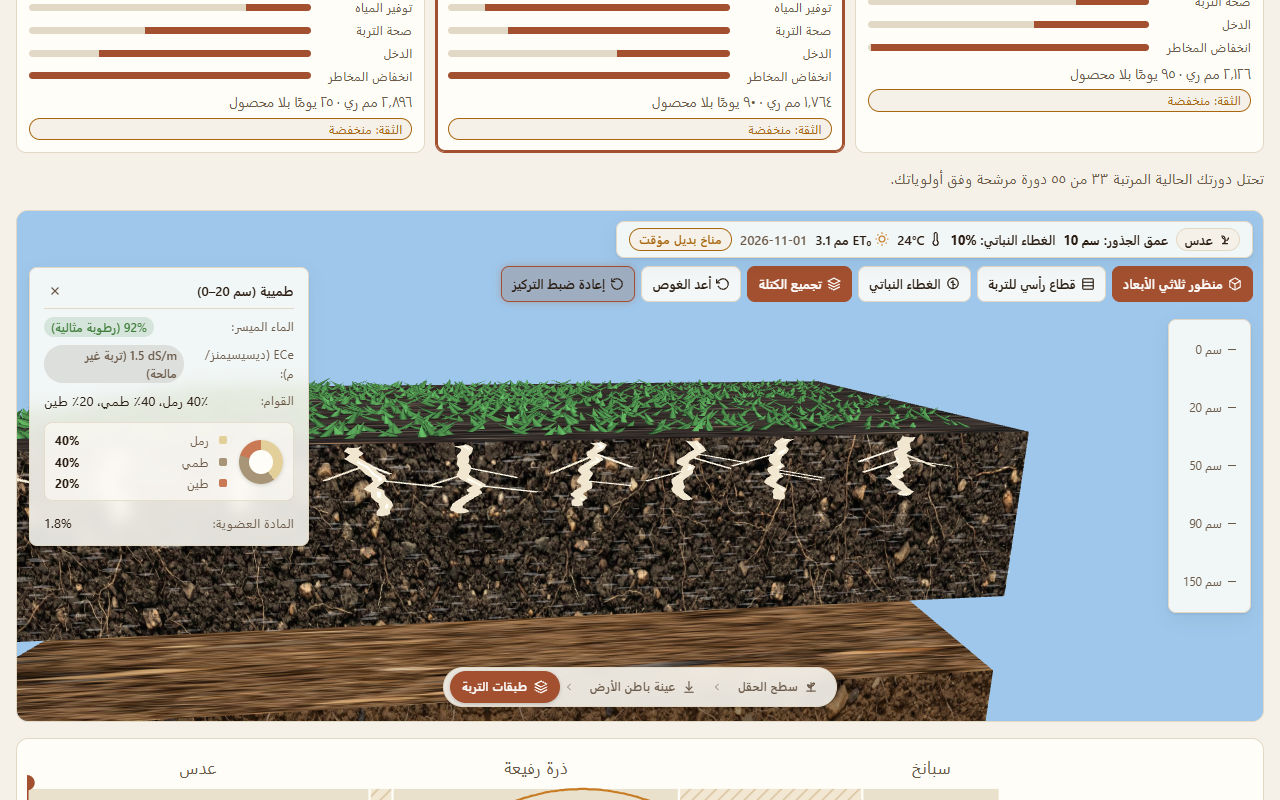 صحة التربة
الدخل
انخفاض المخاطر
٢٬١٢٦ مم ري · ٩٥ يومًا بلا محصول
الثقة: منخفضة
توفير المياه
صحة التربة
الدخل
انخفاض المخاطر
١٬٧٦٤ مم ري · ٩٠ يومًا بلا محصول
الثقة: منخفضة
توفير المياه
صحة التربة
الدخل
انخفاض المخاطر
٢٬٨٩٦ مم ري · ٢٥ يومًا بلا محصول
الثقة: منخفضة
تحتل دورتك الحالية المرتبة ٣٣ من ٥٥ دورة مرشحة وفق أولوياتك.
عدس عمق الجذور: 10 سم الغطاء النباتي: 10% 24°C ET₀ 3.1 مم 2026-11-01 مناخ بديل مؤقت
منظور ثلاثي الأبعاد قطاع رأسي للتربة الغطاء النباتي تجميع الكتلة أعد الغوص إعادة ضبط التركيز
طميية (0–20 سم) ×
الماء الميسر: 92% (رطوبة مثالية)
ECe (ديسيسيمنز/م): 1.5 dS/m (تربة غير مالحة)
القوام: 40٪ رمل، 40٪ طمي، 20٪ طين
رمل 40%
طمي 40%
طين 20%
المادة العضوية: 1.8%
0 سم
20 سم
50 سم
90 سم
150 سم
سطح الحقل › عينة باطن الأرض › طبقات التربة
سبانخ ذرة رفيعة عدس